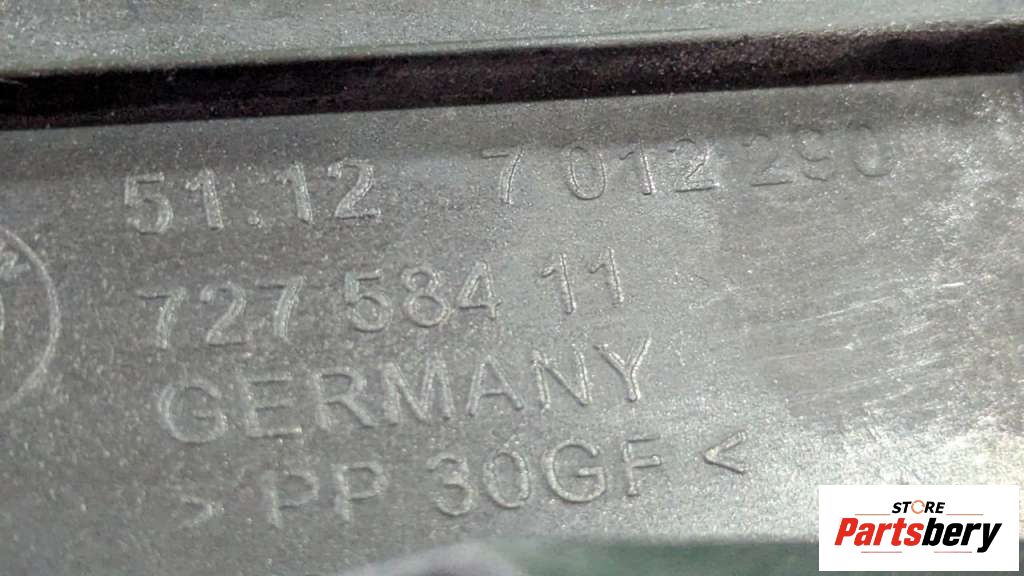 51.12 7 012 290
727 584 11
GERMANY
> PP 30GF <
STORE
Partsbery